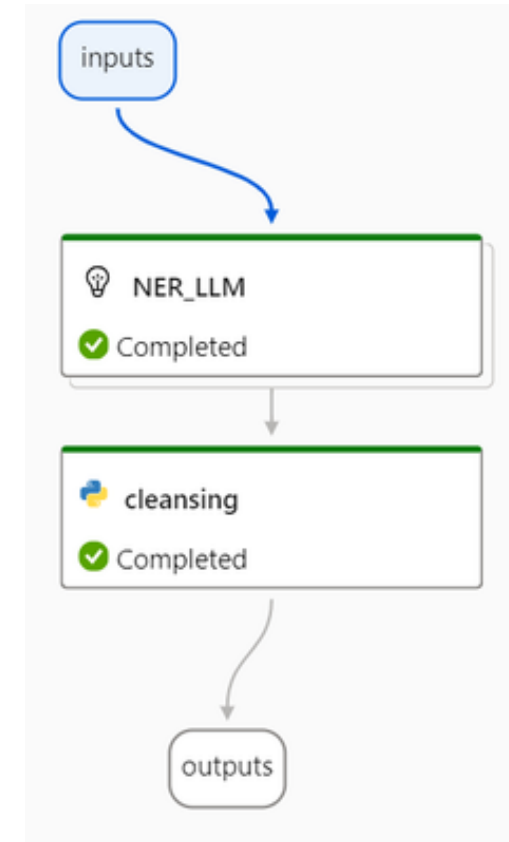 inputs
NER_LLM
Completed
cleansing
Completed
outputs